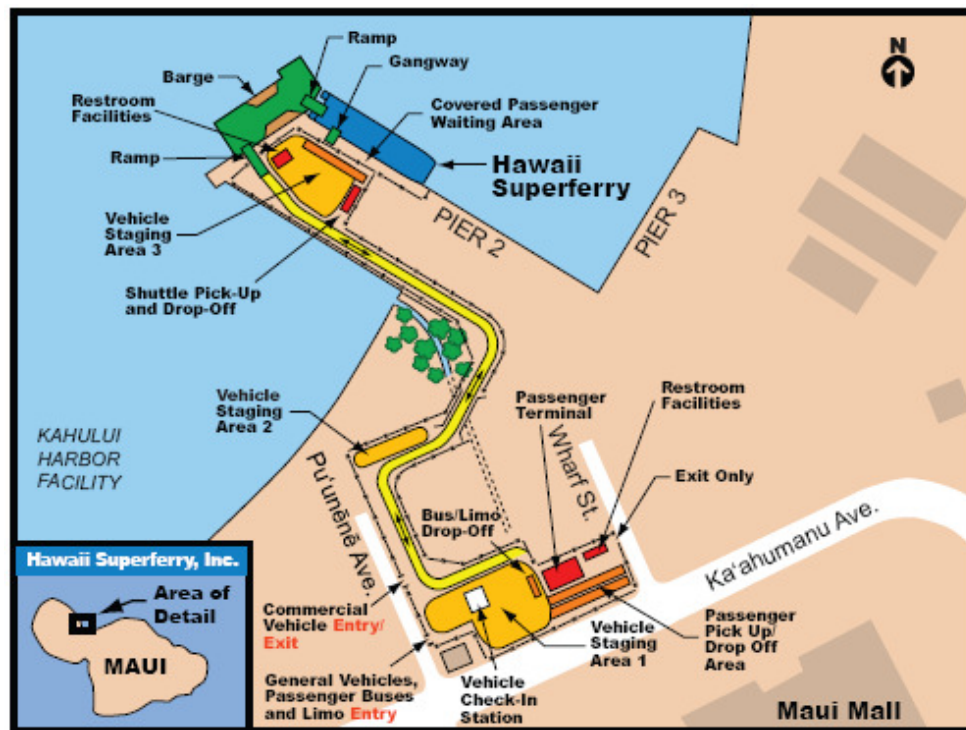 Ramp
Gangway
Barge
Restroom
Facilities
Covered Passenger
Waiting Area
Ramp
Hawaii
Superferry
N
PIER 2
PIER 3
Vehicle
Staging
Area 3
Shuttle Pick-Up
and Drop-Off
Vehicle
Staging
Area 2
Passenger
Terminal
Restroom
Facilities
KAHULUI
HARBOR
FACILITY
Pu'unēnē Ave.
Wharf St.
Exit Only
Bus/Limo
Drop-Off
Ka'ahumanu Ave.
Hawaii Superferry, Inc.
Area of
Detail
MAUI
Commercial
Vehicle Entry/
Exit
General Vehicles,
Passenger Buses
and Limo Entry
Vehicle
Check-In
Station
Vehicle
Staging
Area 1
Passenger
Pick Up/
Drop Off
Area
Maui Mall